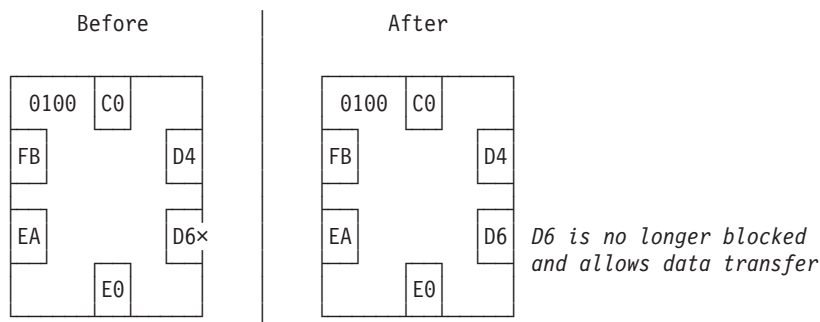 Before After
0100 C0 0100 C0
FB D4 FB D4
EA D6× EA D6 D6 is no longer blocked
and allows data transfer
E0 E0